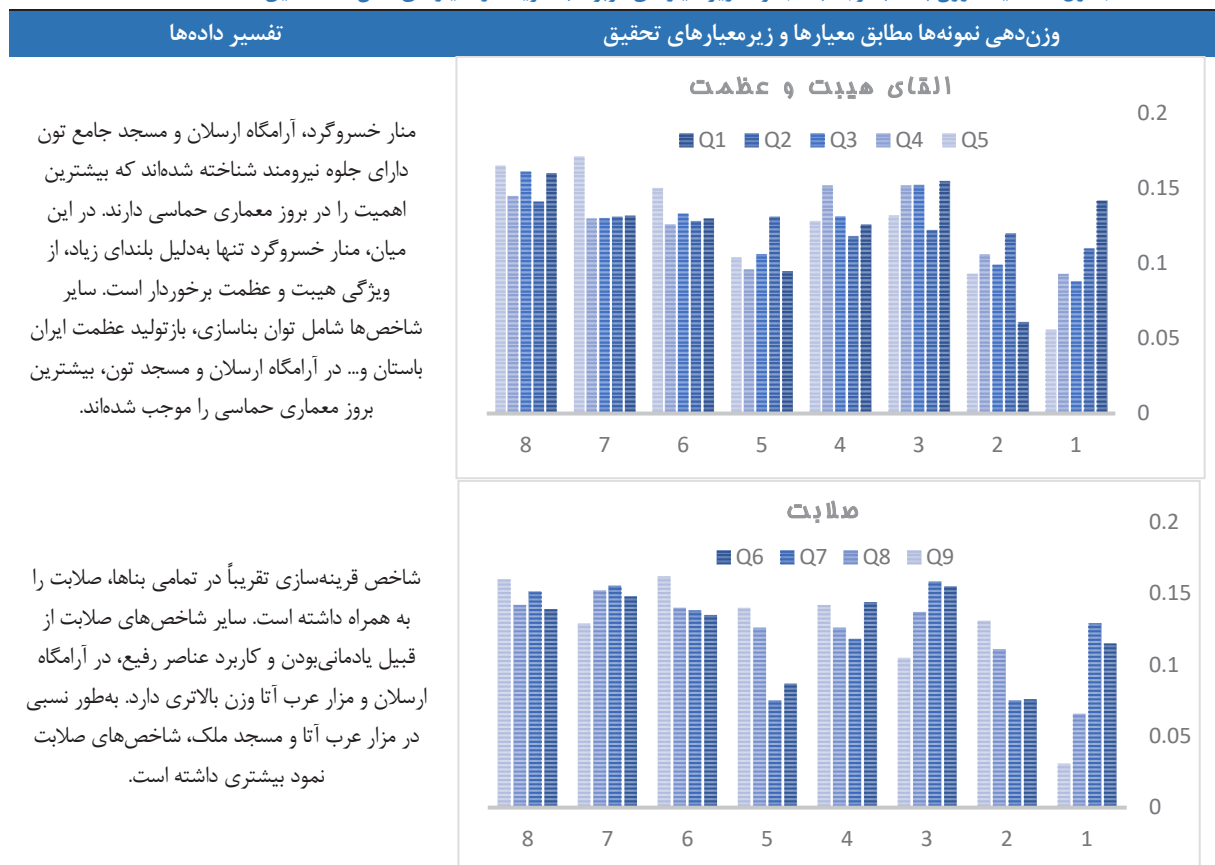 وزن‌دهی نمونه‌ها مطابق معیارها و زیرمعیارهای تحقیق
تفسیر داده‌ها
القای هیبت و عظمت
Q1 Q2 Q3 Q4 Q5
0.2
0.15
0.1
0.05
0
8 7 6 5 4 3 2 1
منار خسروگرد، آرامگاه ارسلان و مسجد جامع تون
دارای جلوه نیرومند شناخته شده‌اند که بیشترین
اهمیت را در بروز معماری حماسی دارند. در این
میان، منار خسروگرد تنها به‌دلیل بلندای زیاد، از
ویژگی هیبت و عظمت برخوردار است. سایر
شاخص‌ها شامل توان بناسازی، بازتولید عظمت ایران
باستان و... در آرامگاه ارسلان و مسجد تون، بیشترین
بروز معماری حماسی را موجب شده‌اند.
صلابت
Q6 Q7 Q8 Q9
0.2
0.15
0.1
0.05
0
8 7 6 5 4 3 2 1
شاخص قرینه‌سازی تقریباً در تمامی بناها، صلابت را
به همراه داشته است. سایر شاخص‌های صلابت از
قبیل یادمانی‌بودن و کاربرد عناصر رفیع، در آرامگاه
ارسلان و مزار عرب آتا وزن بالاتری دارد. به‌طور نسبی
در مزار عرب آتا و مسجد ملک، شاخص‌های صلابت
نمود بیشتری داشته است.